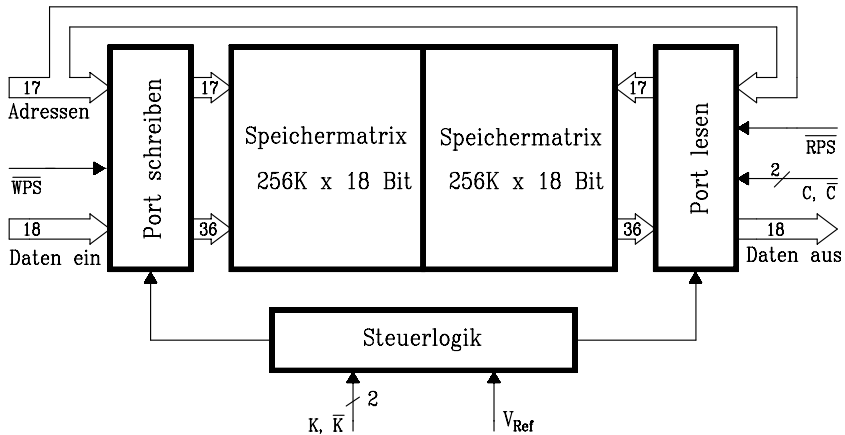 17
Adressen
WPS
18
Daten ein
Port schreiben
17
36
Speichermatrix
256K x 18 Bit
Speichermatrix
256K x 18 Bit
17
36
Port lesen
RPS
2
C, C
18
Daten aus
Steuerlogik
K, K
2
VRef